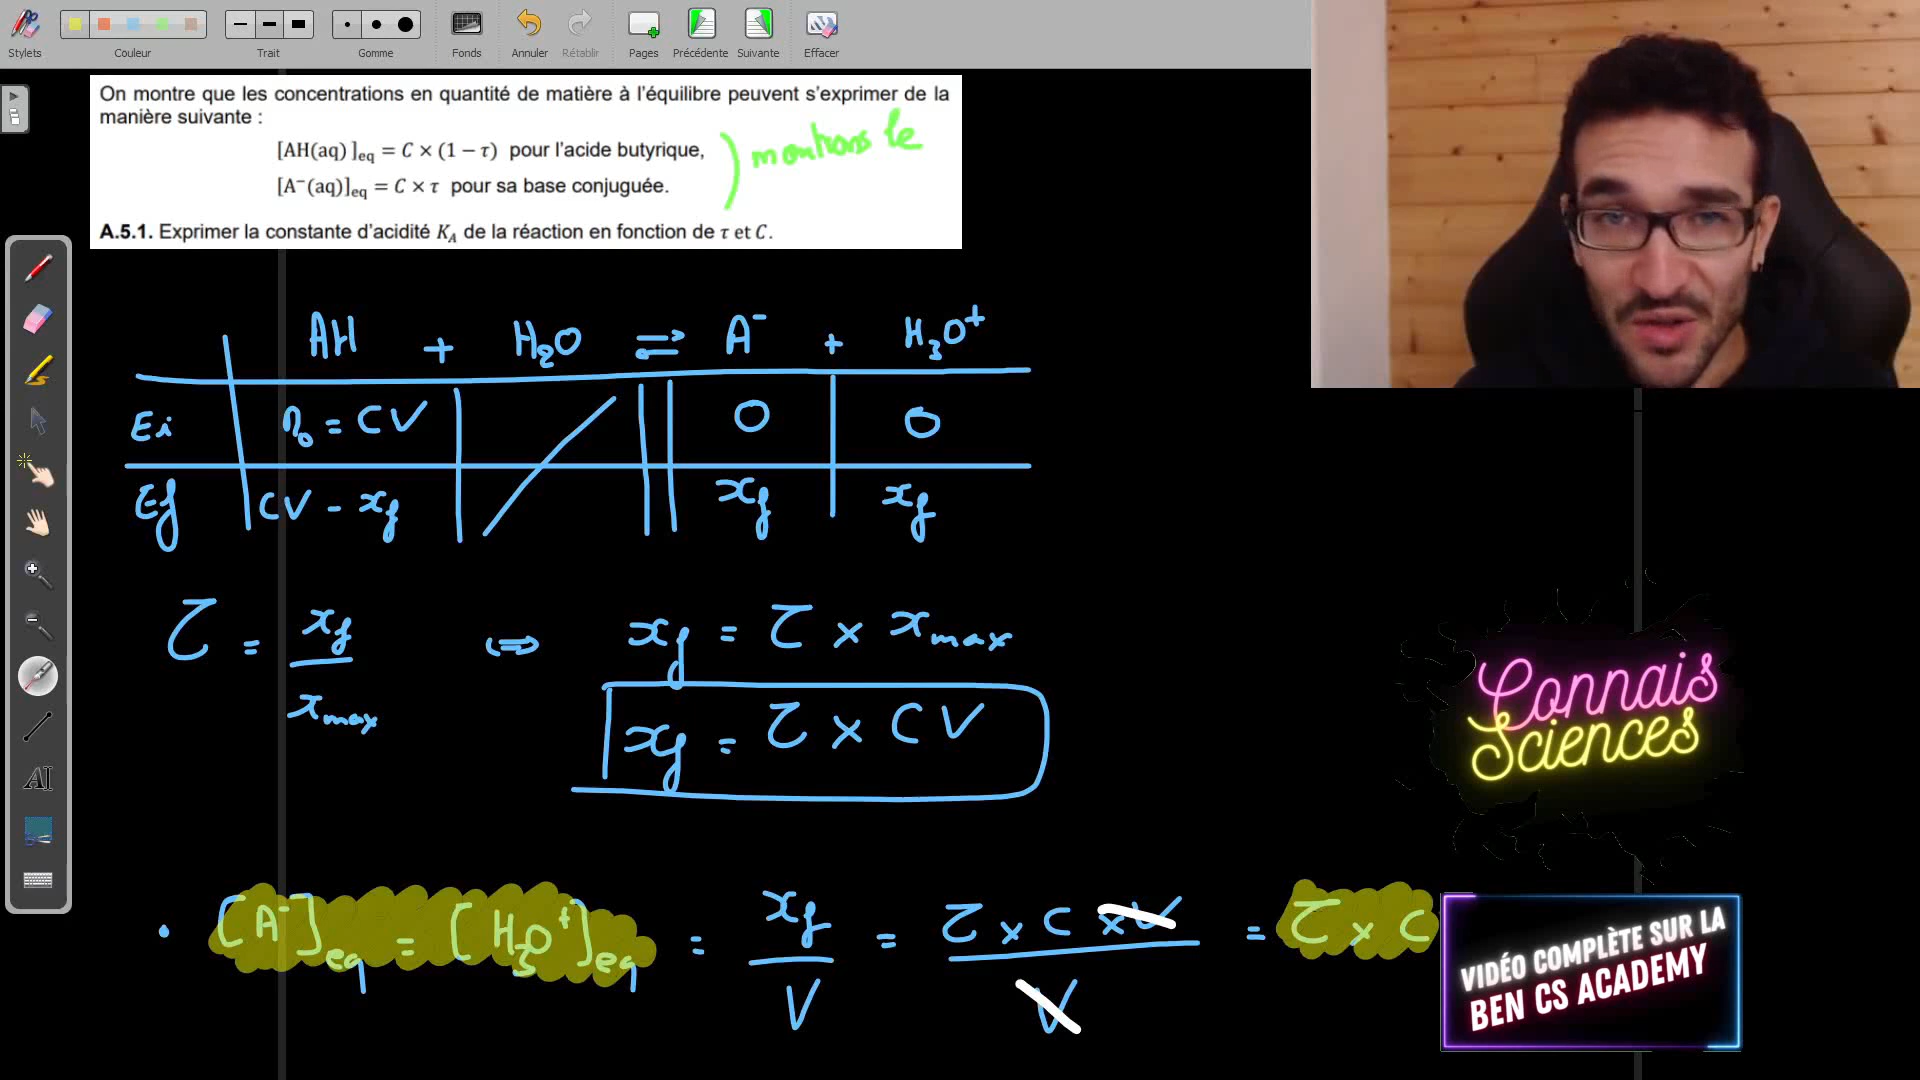 Stylets Couleur Trait Gomme Fonds Annuler Rétablir Pages Précédente Suivante Effacer
On montre que les concentrations en quantité de matière à l'équilibre peuvent s'exprimer de la
manière suivante :
[AH(aq) ]eq = C × (1 − τ) pour l'acide butyrique,
[A⁻(aq)]eq = C × τ pour sa base conjuguée.
montrons le
A.5.1. Exprimer la constante d'acidité KA de la réaction en fonction de τ et C.
AH + H₂O ⇌ A⁻ + H₃O⁺
Ei n₀ = CV 0 0
Ef CV - xf xf xf
τ = xf / xmax ⇔ xf = τ × xmax
xf = τ × CV
Connais
Sciences
• [A⁻]eq = [H₃O⁺]eq = xf / V = τ × C × V / V = τ × C
VIDÉO COMPLÈTE SUR LA
BEN CS ACADEMY
AI